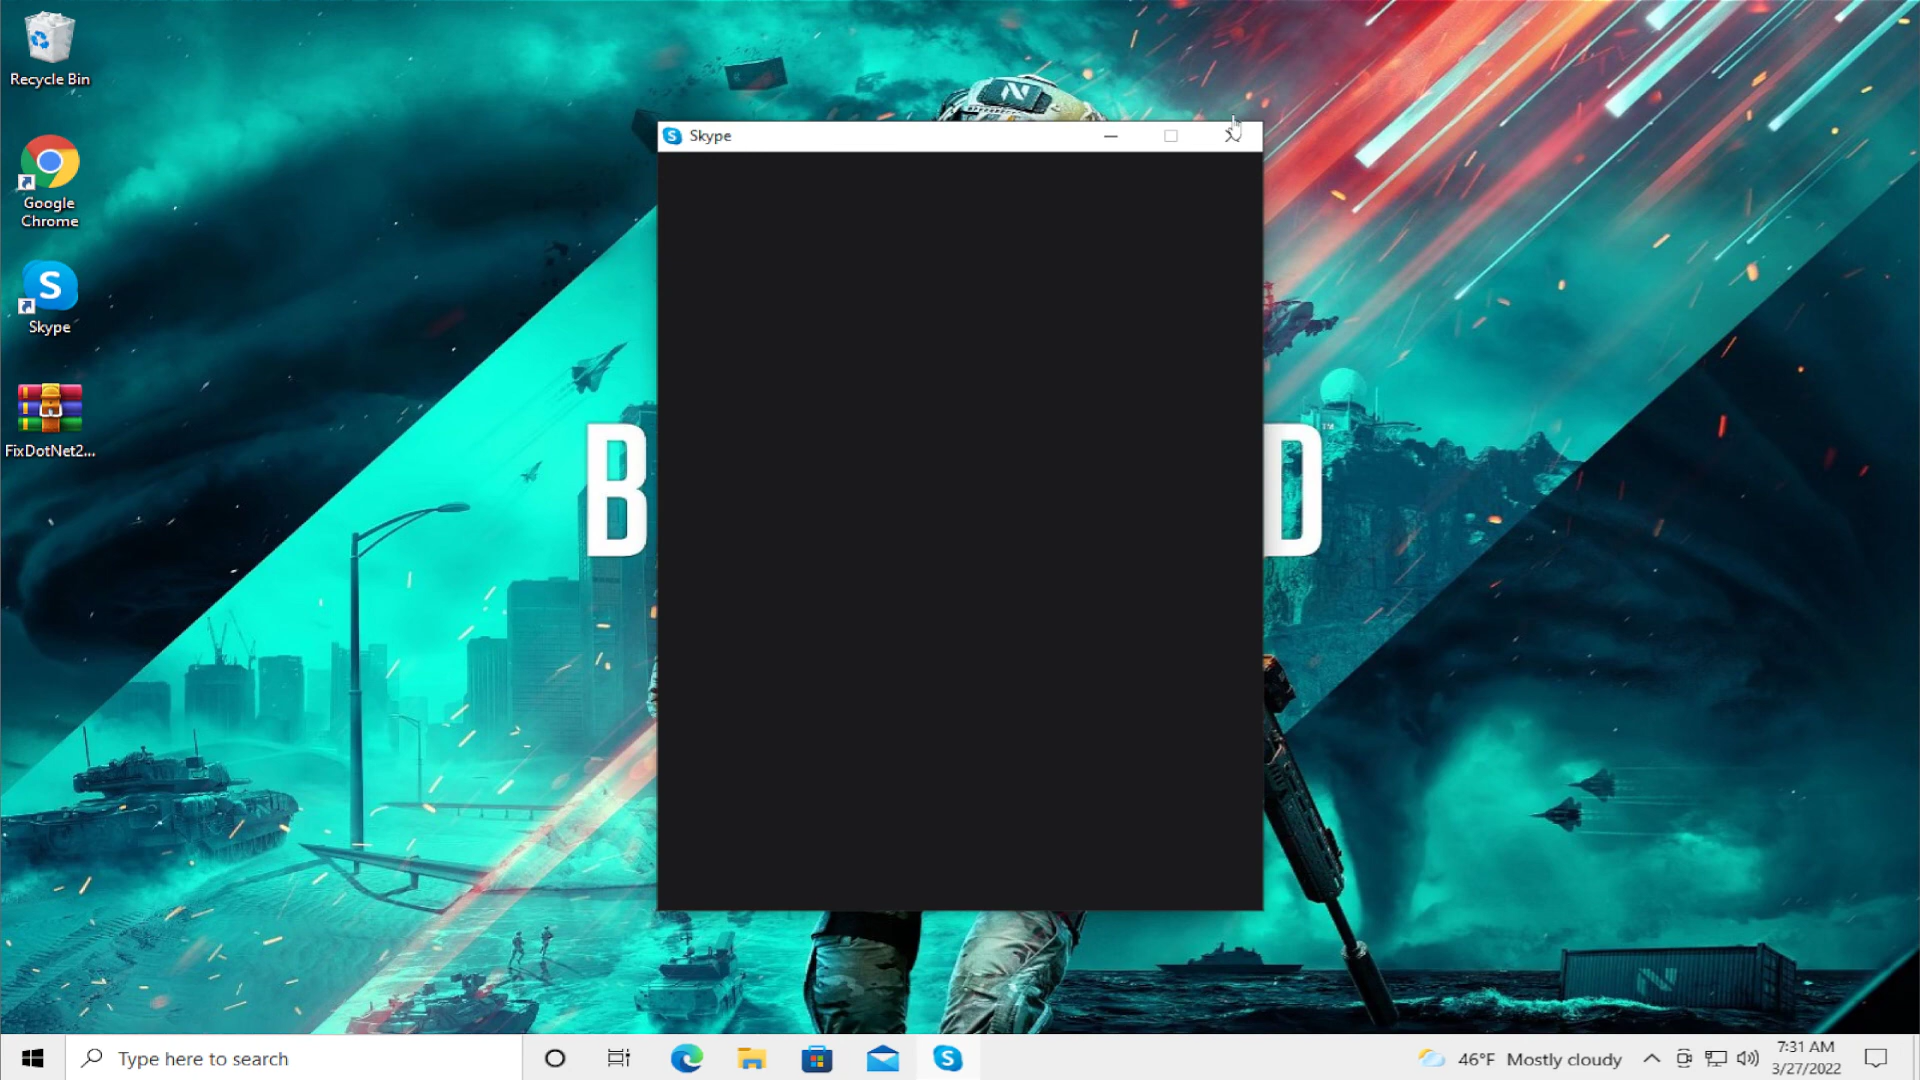 Recycle Bin
Google
Chrome
Skype
FixDotNet2...
Skype
B
D
Type here to search
46°F Mostly cloudy
7:31 AM
3/27/2022